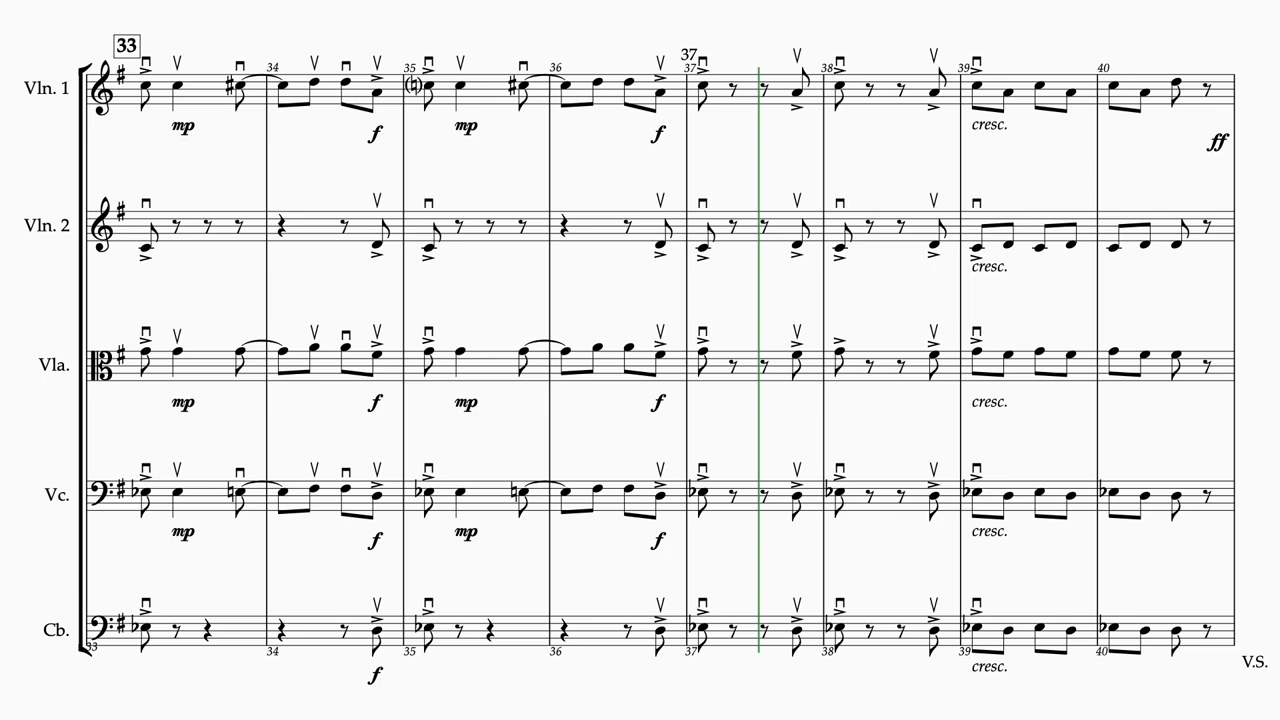 33
37
34 35 36 37 38 39 40
Vln. 1
mp f mp f cresc. ff
Vln. 2
cresc.
Vla.
mp f mp f cresc.
Vc.
mp f mp f cresc.
Cb.
33 34 35 36 37 38 39 40
f cresc.
V.S.